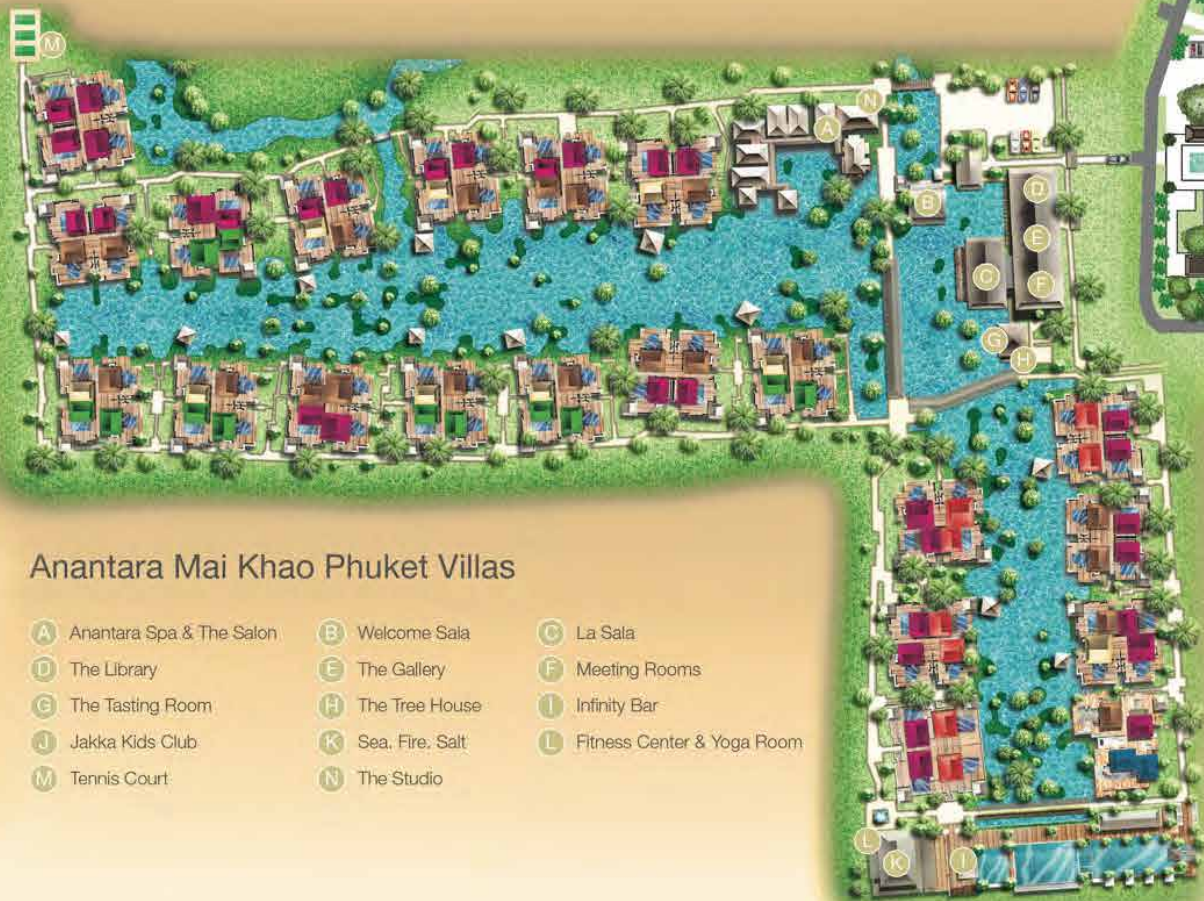 M
N
A
D
B
E
C
F
G
H
Anantara Mai Khao Phuket Villas
A Anantara Spa & The Salon B Welcome Sala C La Sala
D The Library E The Gallery F Meeting Rooms
G The Tasting Room H The Tree House I Infinity Bar
J Jakka Kids Club K Sea. Fire. Salt L Fitness Center & Yoga Room
M Tennis Court N The Studio
L
K I